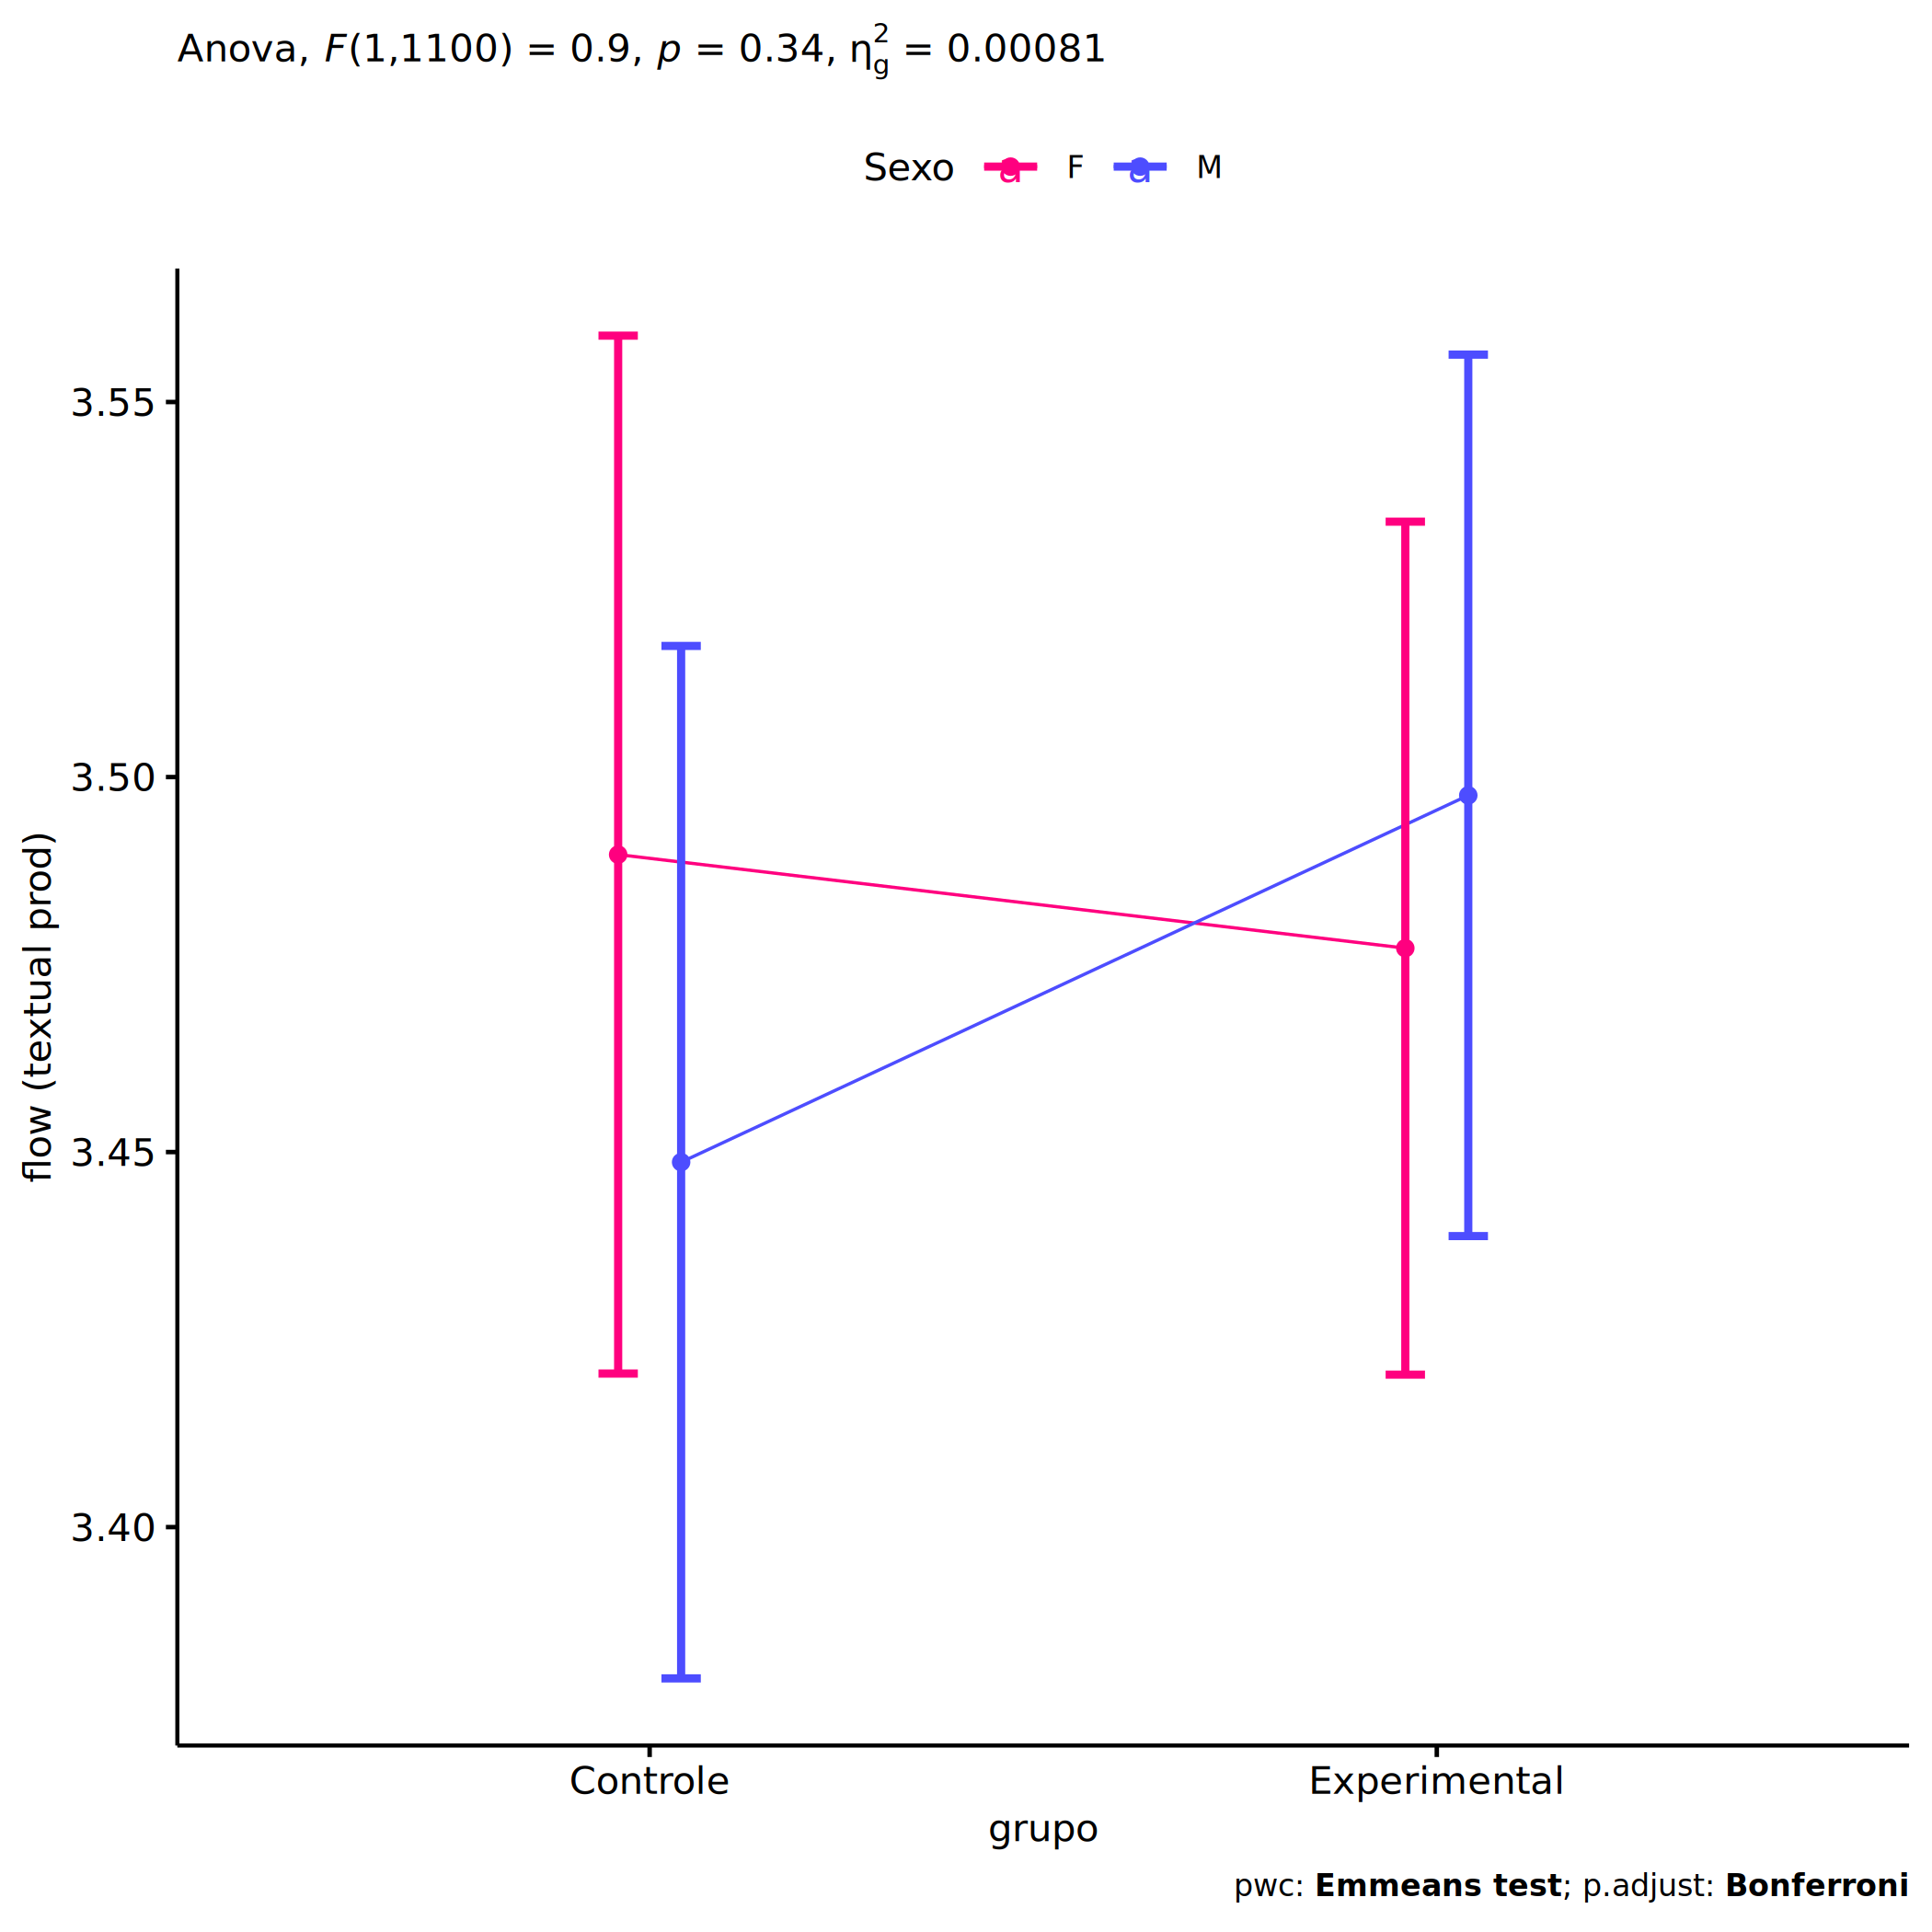 Anova, F(1,1100) = 0.9, p = 0.34, η²g = 0.00081
Sexo a F a M
3.55
3.50
3.45
3.40
flow (textual prod)
Controle Experimental
grupo
pwc: Emmeans test; p.adjust: Bonferroni